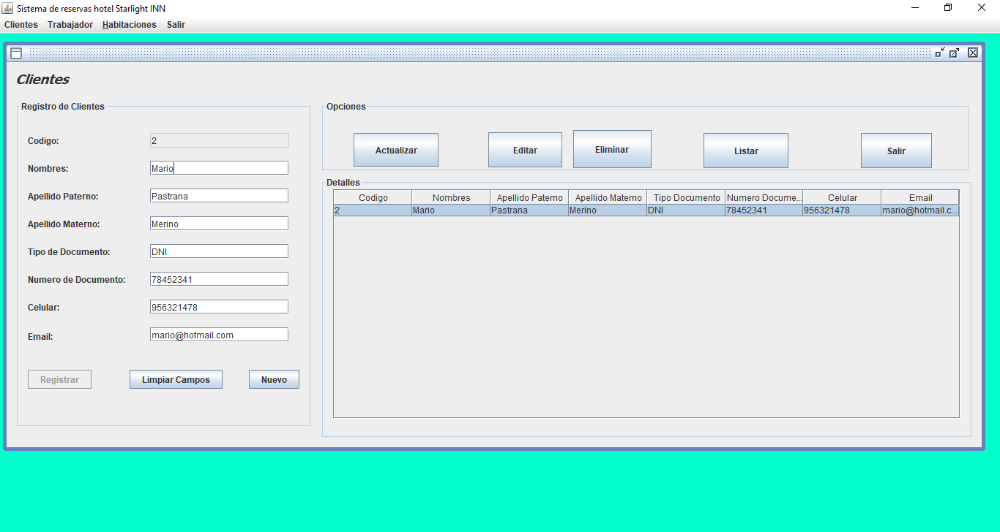 Sistema de reservas hotel Starlight INN
Clientes Trabajador Habitaciones Salir
Clientes
Registro de Clientes
Codigo: 2
Nombres: Mario
Apellido Paterno: Pastrana
Apellido Materno: Merino
Tipo de Documento: DNI
Numero de Documento: 78452341
Celular: 956321478
Email: mario@hotmail.com
Registrar Limpiar Campos Nuevo
Opciones
Actualizar Editar Eliminar Listar Salir
Detalles
Codigo Nombres Apellido Paterno Apellido Materno Tipo Documento Numero Docume... Celular Email
2 Mario Pastrana Merino DNI 78452341 956321478 mario@hotmail.c...